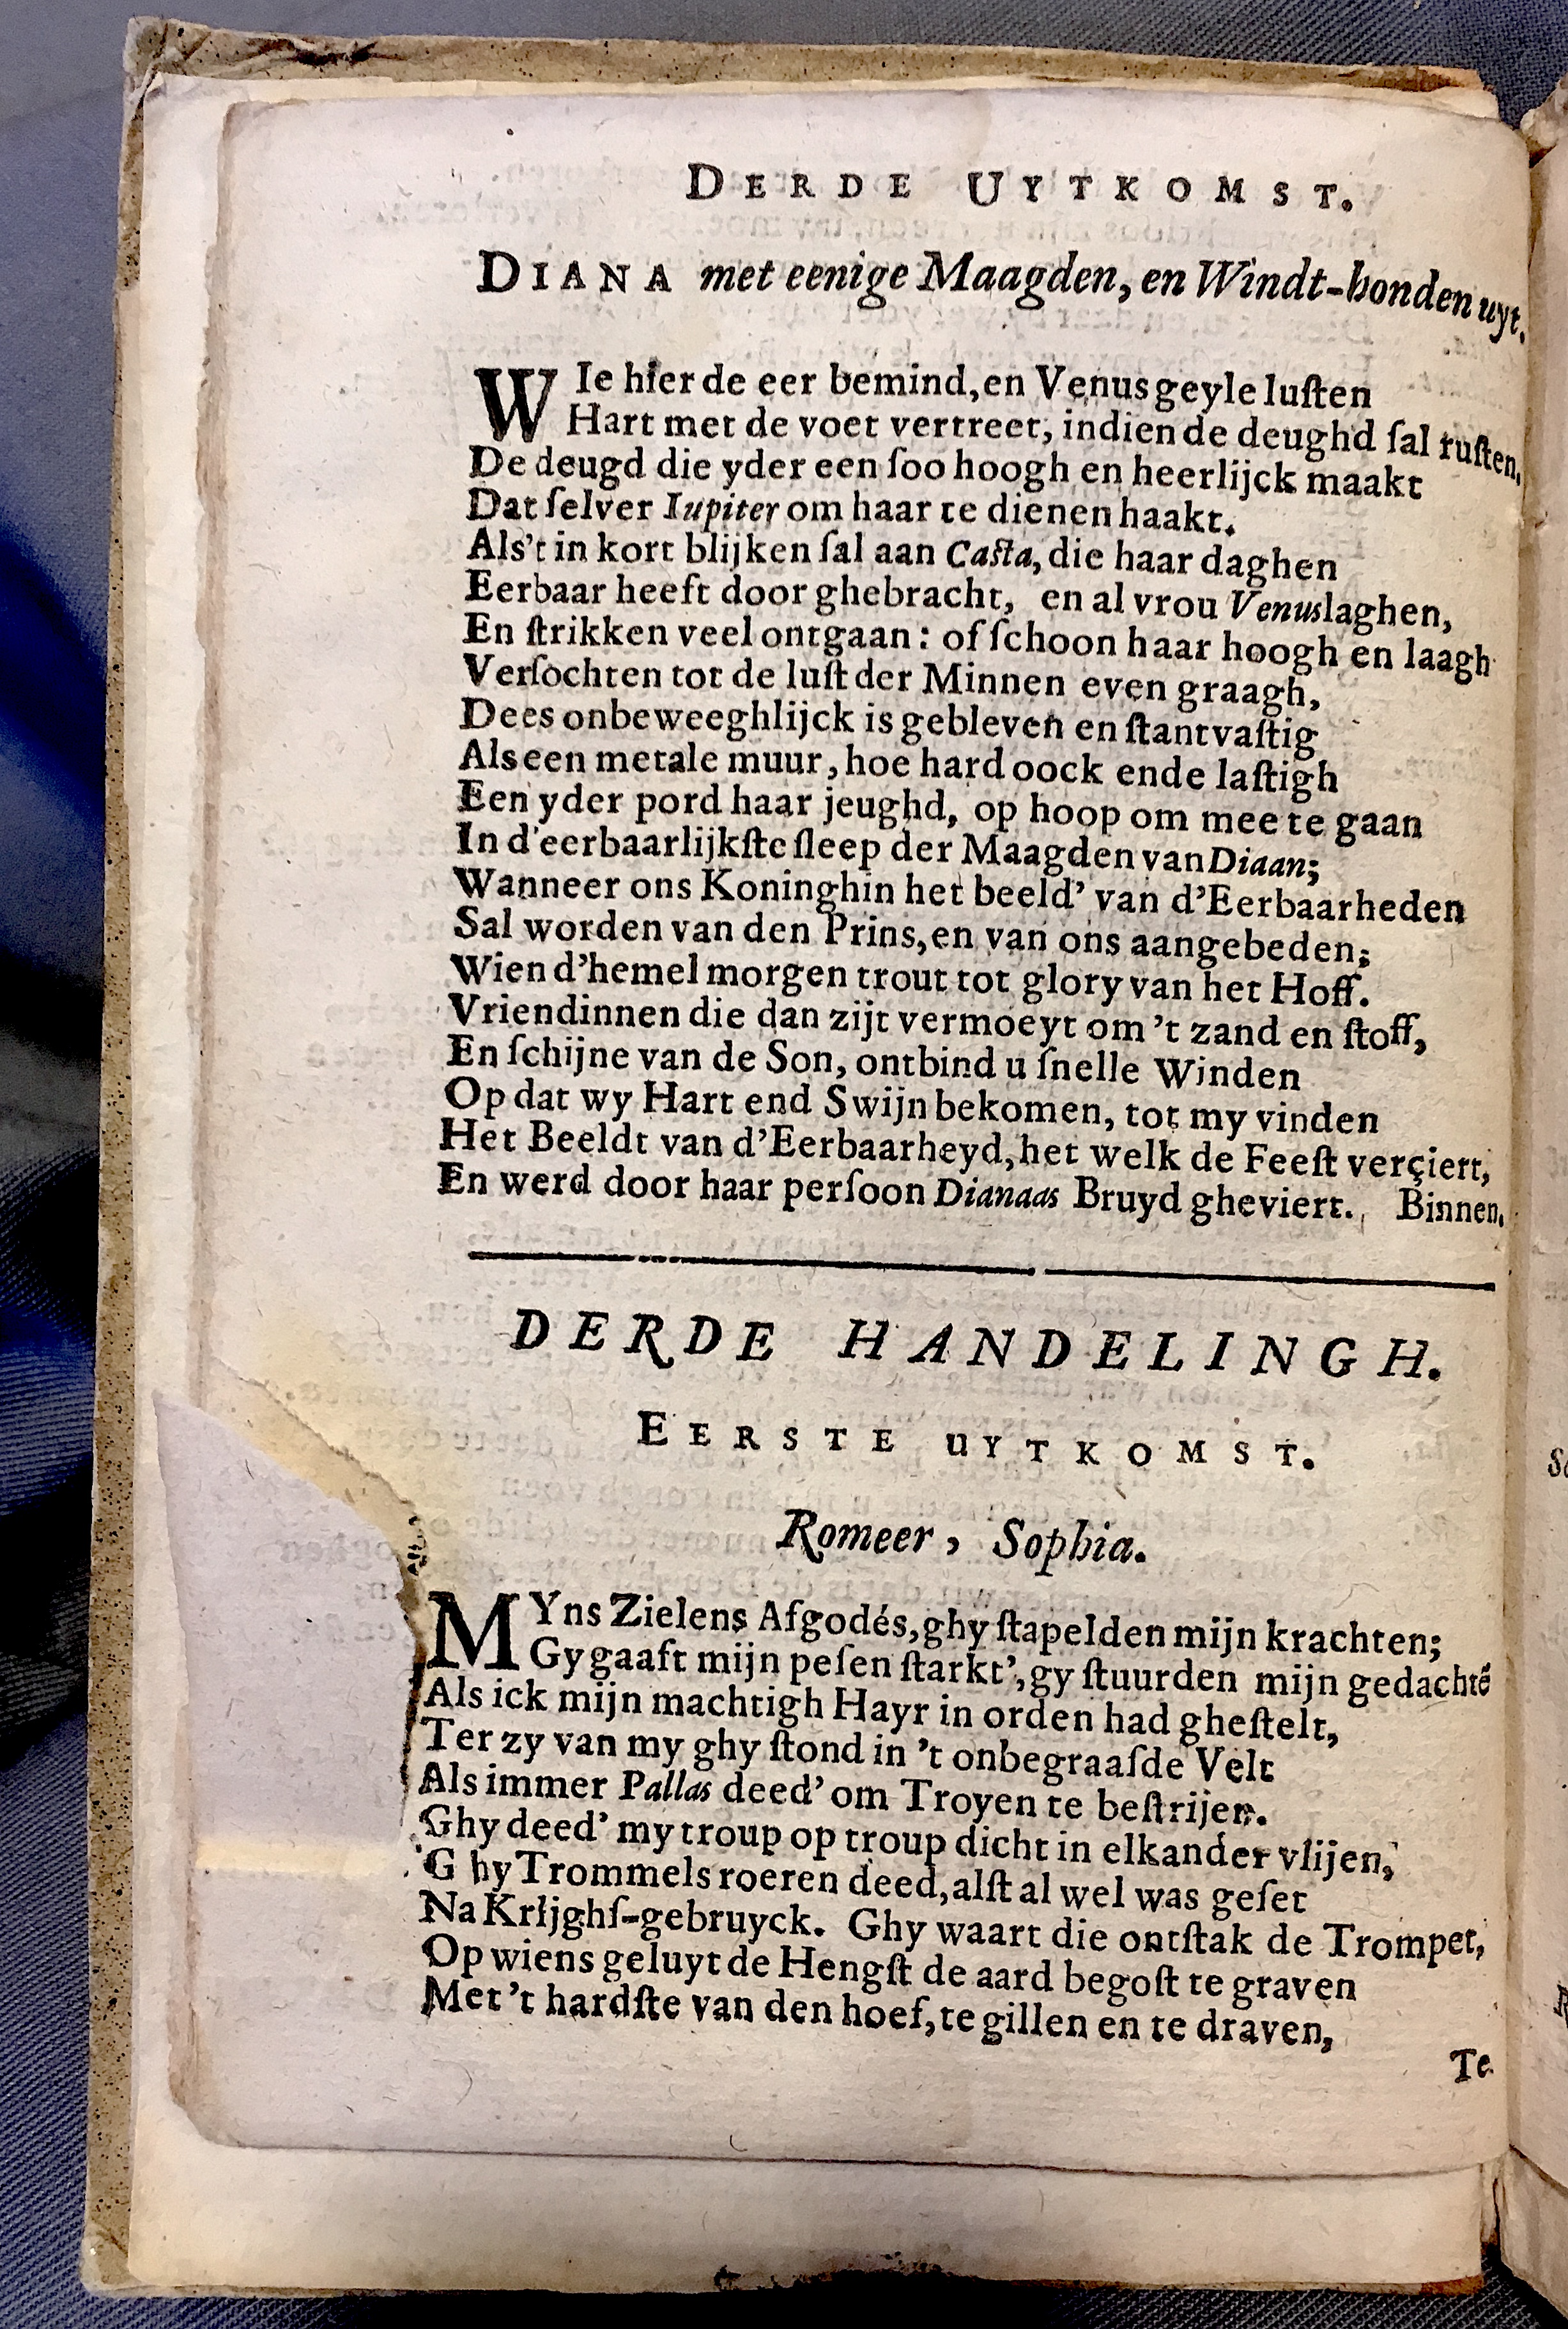 DERDE UYTKOMST.
DIANA met eenige Maagden, en Windt-honden uyt.
WIe hier de eer bemind, en Venus geyle luſten
Hart met de voet vertreet, indien de deughd ſal ruſten.
De deugd die yder een ſoo hoogh en heerlijck maakt
Dat ſelver Iupiter om haar te dienen haakt.
Als't in kort blijken ſal aan Caſta, die haar daghen
Eerbaar heeft door ghebracht, en al vrou Venus laghen,
En ſtrikken veel ontgaan: of ſchoon haar hoogh en laagh
Verſochten tot de luſt der Minnen even graagh,
Dees onbeweeghlijck is gebleven en ſtantvaſtig
Als een metale muur, hoe hard oock ende laſtigh
Een yder pord haar jeughd, op hoop om mee te gaan
In d'eerbaarlijkſte ſleep der Maagden van Diaan;
Wanneer ons Koninghin het beeld' van d'Eerbaarheden
Sal worden van den Prins, en van ons aangebeden;
Wien d'hemel morgen trout tot glory van het Hoff.
Vriendinnen die dan zijt vermoeyt om 't zand en ſtoff,
En ſchijne van de Son, ontbind u ſnelle Winden
Op dat wy Hart end Swijn bekomen, tot my vinden
Het Beeldt van d'Eerbaarheyd, het welk de Feeſt verçiert,
En werd door haar perſoon Dianaas Bruyd gheviert. Binnen.
DERDE HANDELINGH.
EERSTE UYTKOMST.
Romeer, Sophia.
MYns Zielens Afgodés, ghy ſtapelden mijn krachten;
Gy gaaft mijn peſen ſtarkt', gy ſtuurden mijn gedachtē
Als ick mijn machtigh Hayr in orden had gheſtelt,
Ter zy van my ghy ſtond in 't onbegraaſde Velt
Als immer Pallas deed' om Troyen te beſtrijen.
Ghy deed' my troup op troup dicht in elkander vlijen,
Ghy Trommels roeren deed, alſt al wel was geſet
Na Krijghſ-gebruyck. Ghy waart die ontſtak de Trompet,
Op wiens geluyt de Hengſt de aard begoſt te graven
Met 't hardſte van den hoef, te gillen en te draven,
Te